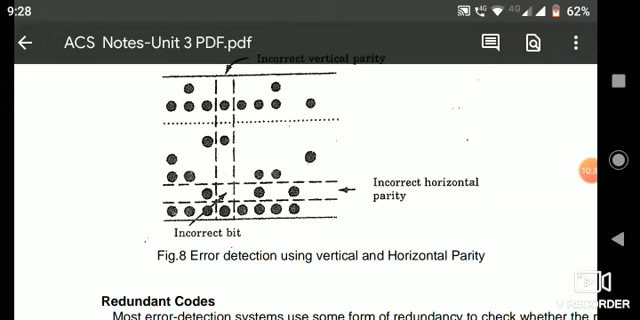 9:28
4G
62%
ACS Notes-Unit 3 PDF.pdf
Incorrect vertical parity
Incorrect horizontal
parity
Incorrect bit
Fig.8 Error detection using vertical and Horizontal Parity
Redundant Codes
Most error-detection systems use some form of redundancy to check whether the
V RECORDER